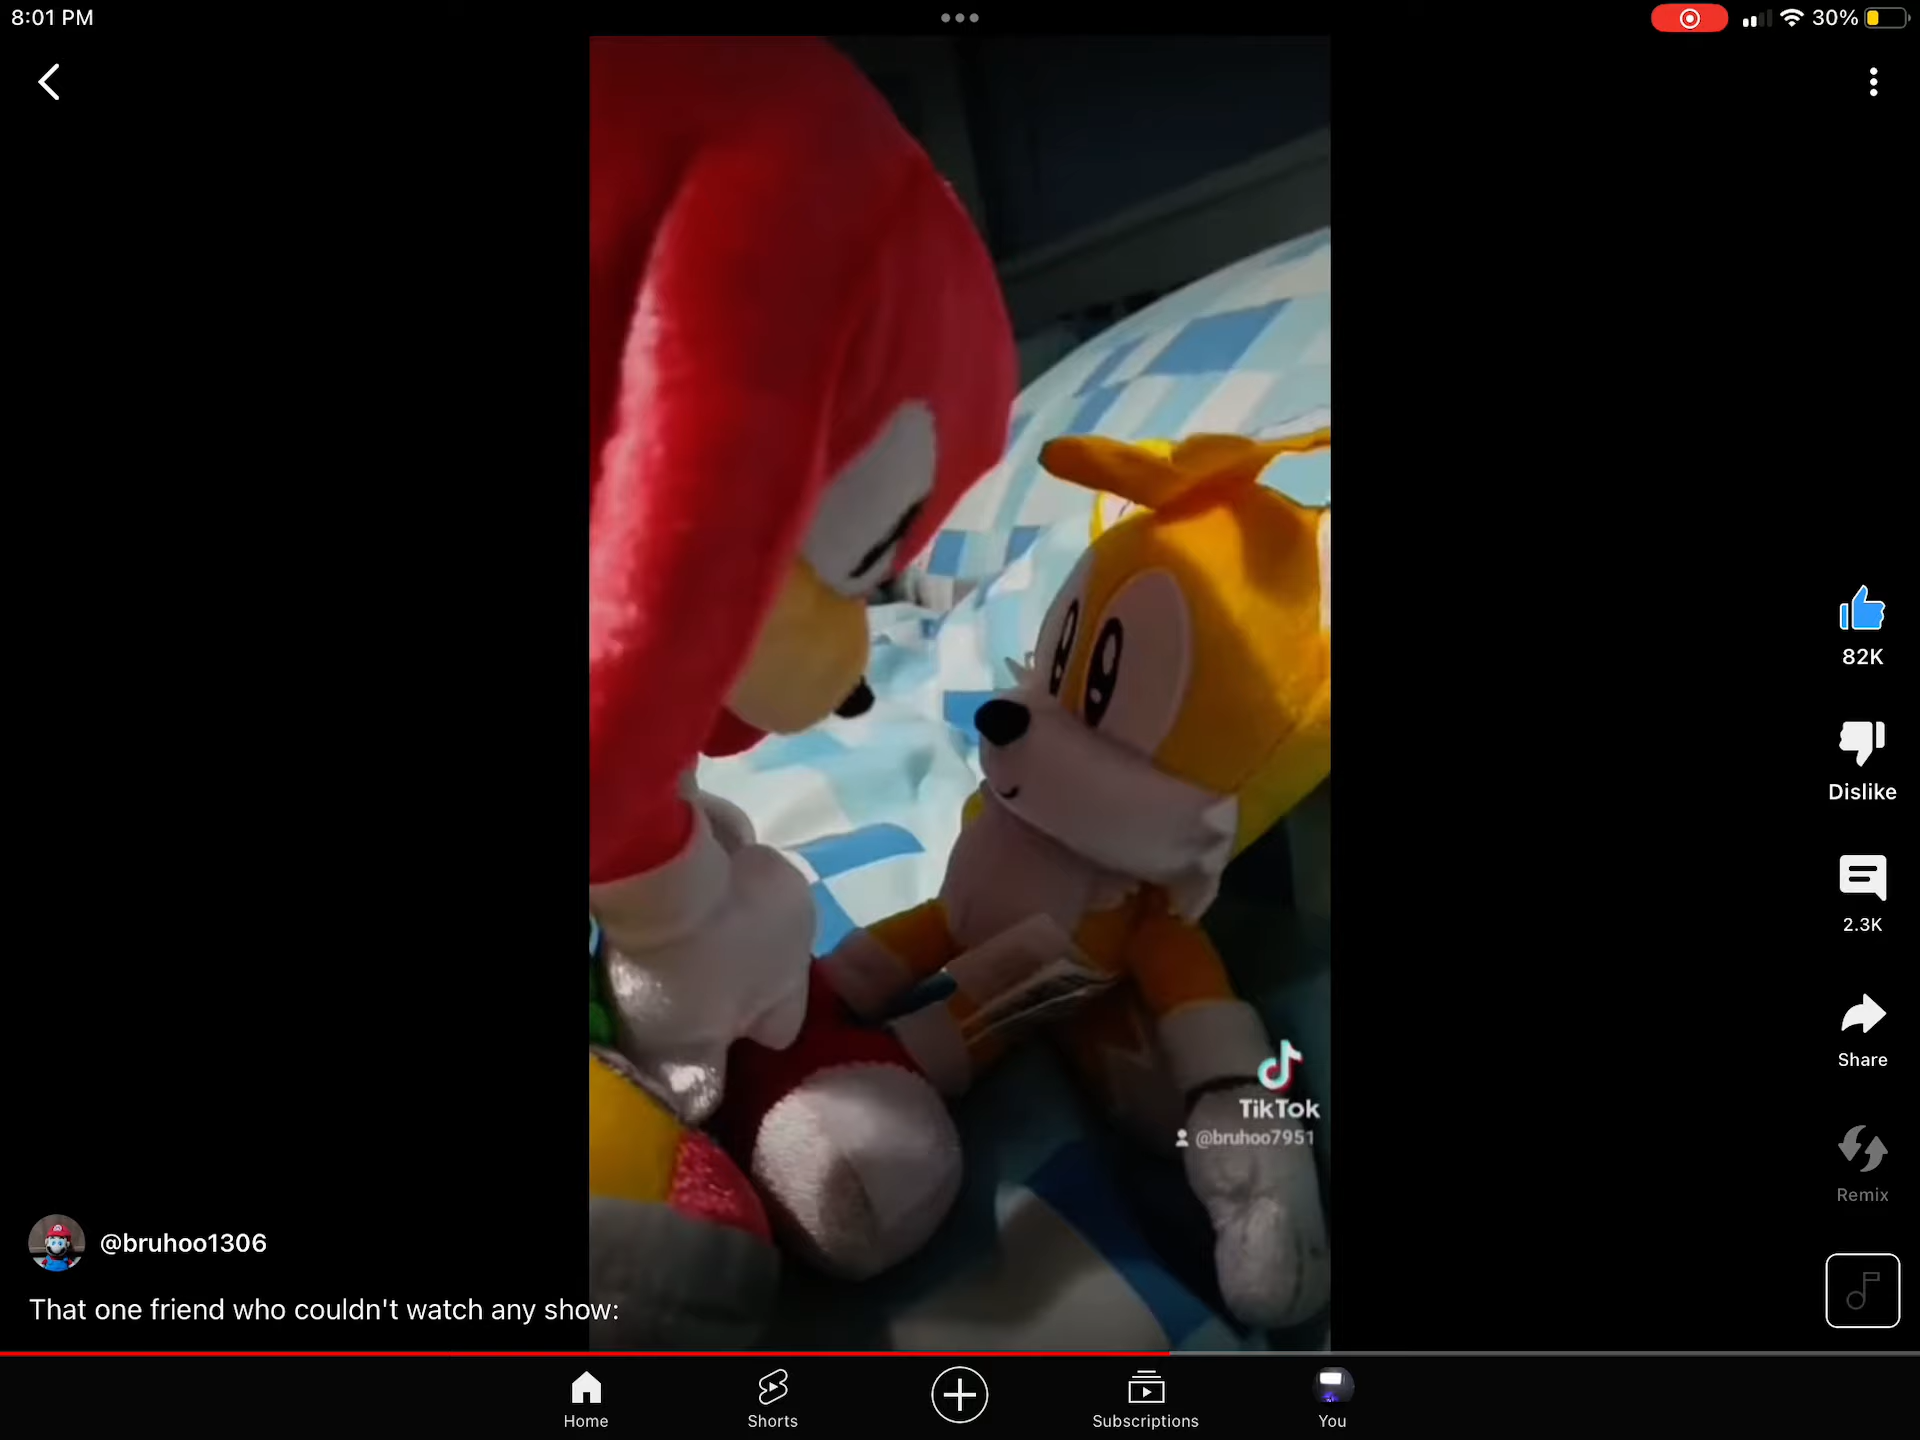 8:01 PM
30%
82K
Dislike
2.3K
Share
TikTok
@bruhoo7951
Remix
@bruhoo1306
That one friend who couldn't watch any show:
Home
Shorts
Subscriptions
You